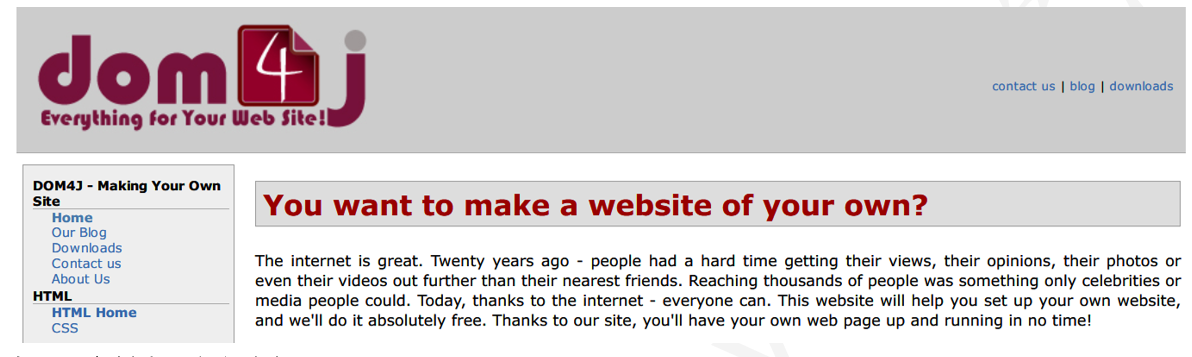 dom4j
Everything for Your Web Site!
contact us | blog | downloads
DOM4J - Making Your Own
Site
Home
Our Blog
Downloads
Contact us
About Us
HTML
HTML Home
CSS
You want to make a website of your own?
The internet is great. Twenty years ago - people had a hard time getting their views, their opinions, their photos or
even their videos out further than their nearest friends. Reaching thousands of people was something only celebrities or
media people could. Today, thanks to the internet - everyone can. This website will help you set up your own website,
and we'll do it absolutely free. Thanks to our site, you'll have your own web page up and running in no time!